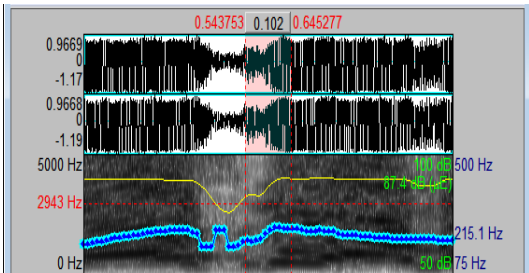 0.543753 0.102 0.645277
0.9669
0
-1.17
0.9668
0
-1.19
5000 Hz 100 dB 500 Hz
87.4 dB (µE)
2943 Hz
215.1 Hz
0 Hz 50 dB 75 Hz